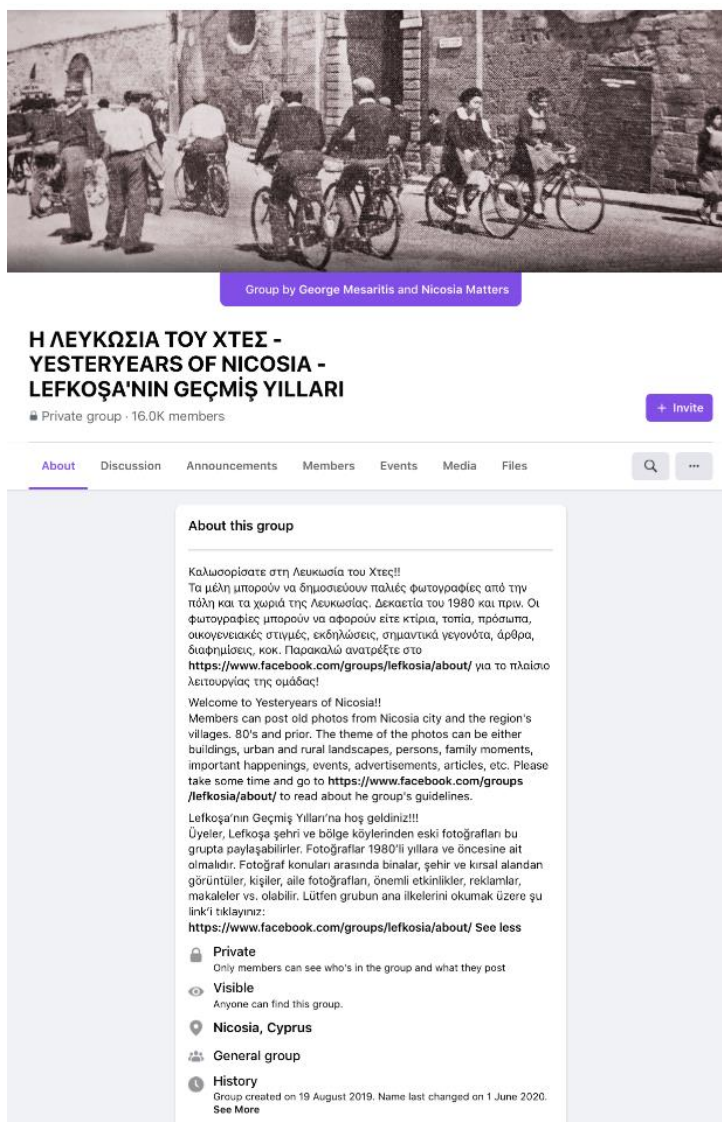 Group by George Mesaritis and Nicosia Matters
Η ΛΕΥΚΩΣΙΑ ΤΟΥ ΧΤΕΣ -
YESTERYEARS OF NICOSIA -
LEFKOŞA'NIN GEÇMİŞ YILLARI
Private group · 16.0K members
+ Invite
About Discussion Announcements Members Events Media Files
About this group
Καλωσορίσατε στη Λευκωσία του Χτες!!
Τα μέλη μπορούν να δημοσιεύουν παλιές φωτογραφίες από την
πόλη και τα χωριά της Λευκωσίας. Δεκαετία του 1980 και πριν. Οι
φωτογραφίες μπορούν να αφορούν είτε κτίρια, τοπία, πρόσωπα,
οικογενειακές στιγμές, εκδηλώσεις, σημαντικά γεγονότα, άρθρα,
διαφημίσεις, κοκ. Παρακαλώ ανατρέξτε στο
https://www.facebook.com/groups/lefkosia/about/ για το πλαίσιο
λειτουργίας της ομάδας!
Welcome to Yesteryears of Nicosia!!
Members can post old photos from Nicosia city and the region's
villages. 80's and prior. The theme of the photos can be either
buildings, urban and rural landscapes, persons, family moments,
important happenings, events, advertisements, articles, etc. Please
take some time and go to https://www.facebook.com/groups
/lefkosia/about/ to read about he group's guidelines.
Lefkoşa'nın Geçmiş Yılları'na hoş geldiniz!!!
Üyeler, Lefkoşa şehri ve bölge köylerinden eski fotoğrafları bu
grupta paylaşabilirler. Fotoğraflar 1980'li yıllara ve öncesine ait
olmalıdır. Fotoğraf konuları arasında binalar, şehir ve kırsal alandan
görüntüler, kişiler, aile fotoğrafları, önemli etkinlikler, reklamlar,
makaleler vs. olabilir. Lütfen grubun ana ilkelerini okumak üzere şu
link'i tıklayınız:
https://www.facebook.com/groups/lefkosia/about/ See less
Private
Only members can see who's in the group and what they post
Visible
Anyone can find this group.
Nicosia, Cyprus
General group
History
Group created on 19 August 2019. Name last changed on 1 June 2020.
See More